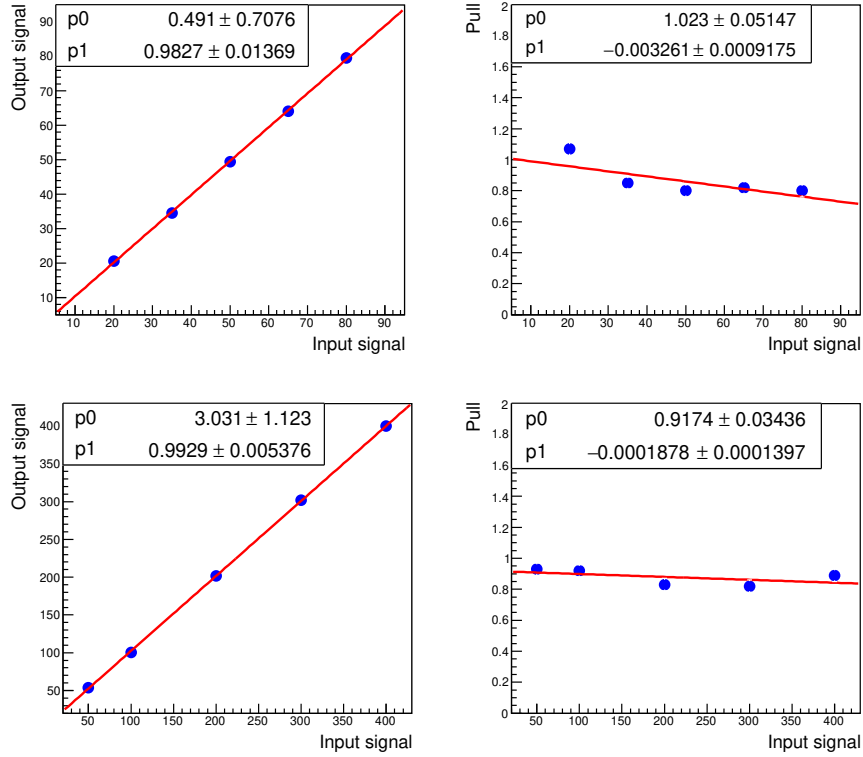 p0 0.491 ± 0.7076
p1 0.9827 ± 0.01369
Output signal
90
80
70
60
50
40
30
20
10
10 20 30 40 50 60 70 80 90
Input signal
p0 1.023 ± 0.05147
p1 −0.003261 ± 0.0009175
Pull
2
1.8
1.6
1.4
1.2
1
0.8
0.6
0.4
0.2
0
10 20 30 40 50 60 70 80 90
Input signal
p0 3.031 ± 1.123
p1 0.9929 ± 0.005376
Output signal
400
350
300
250
200
150
100
50
50 100 150 200 250 300 350 400
Input signal
p0 0.9174 ± 0.03436
p1 −0.0001878 ± 0.0001397
Pull
2
1.8
1.6
1.4
1.2
1
0.8
0.6
0.4
0.2
0
50 100 150 200 250 300 350 400
Input signal